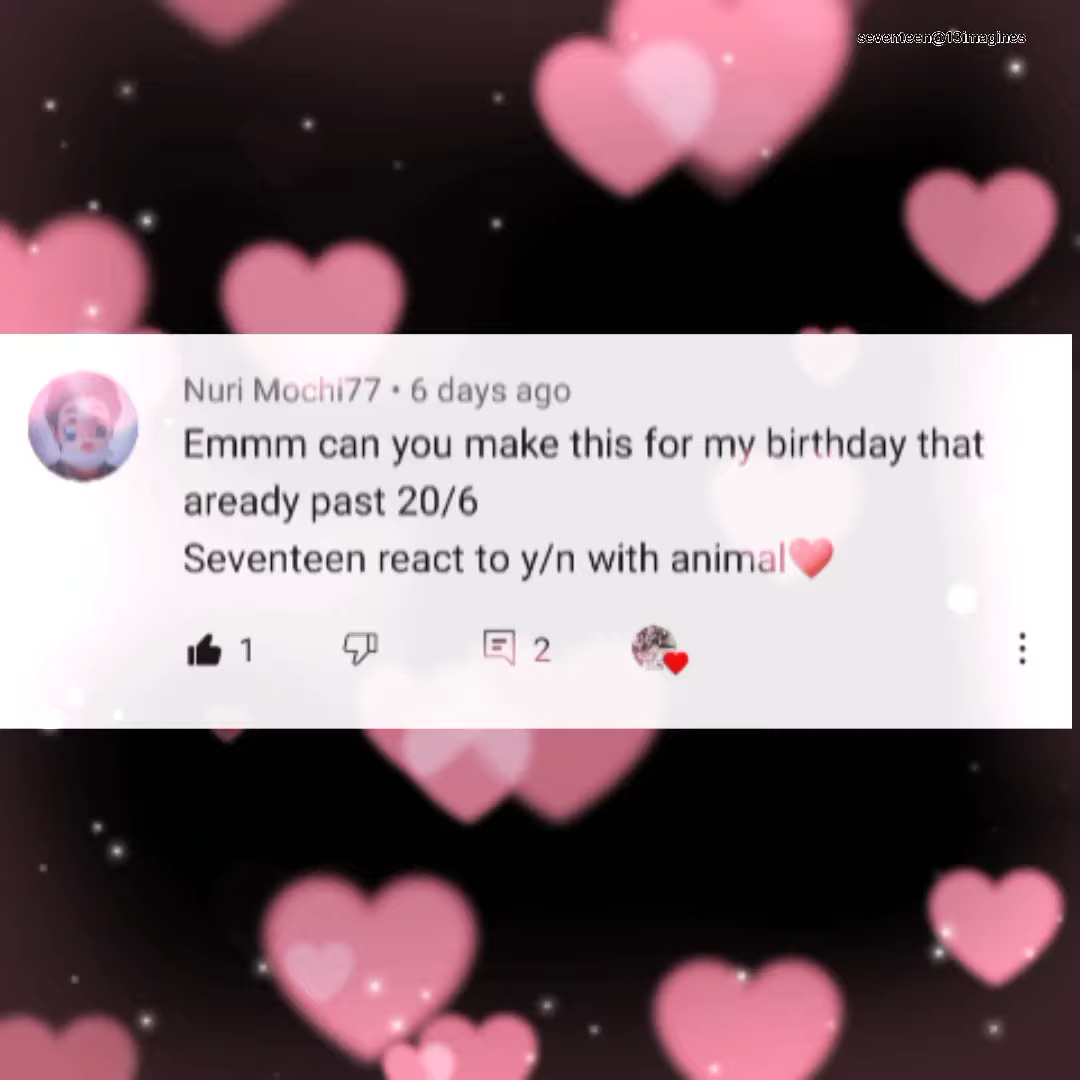 seventeen@13imagines
Nuri Mochi77 • 6 days ago
Emmm can you make this for my birthday that
aready past 20/6
Seventeen react to y/n with animal❤️
1 2